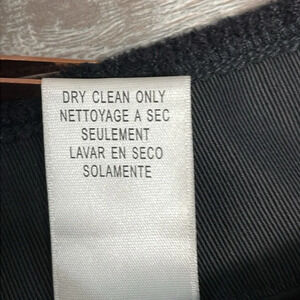 DRY CLEAN ONLY
NETTOYAGE A SEC
SEULEMENT
LAVAR EN SECO
SOLAMENTE